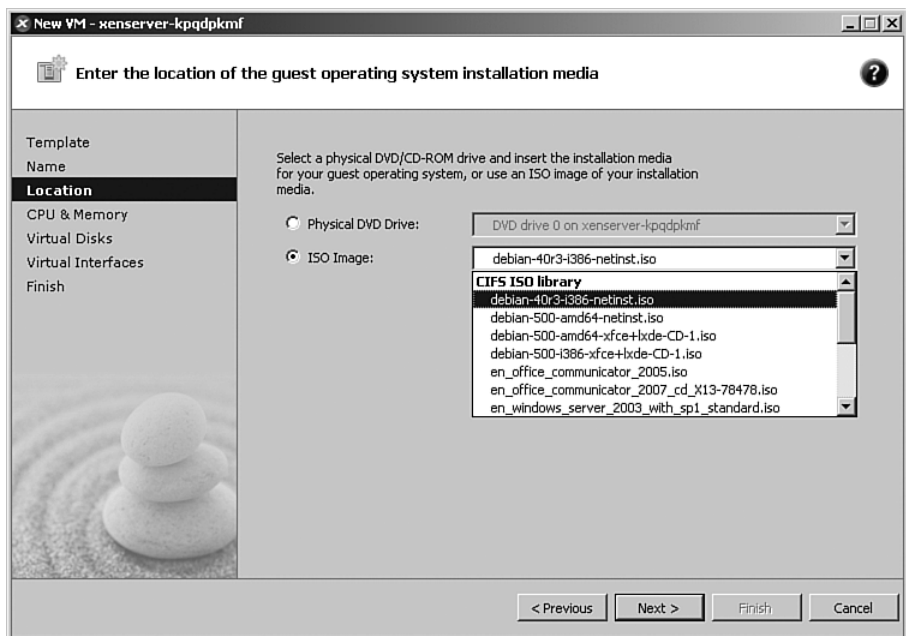 New VM - xenserver-kpqdpkmf
Enter the location of the guest operating system installation media
?
Template
Name
Location
CPU & Memory
Virtual Disks
Virtual Interfaces
Finish
Select a physical DVD/CD-ROM drive and insert the installation media
for your guest operating system, or use an ISO image of your installation
media.
Physical DVD Drive:
DVD drive 0 on xenserver-kpqdpkmf
ISO Image:
debian-40r3-i386-netinst.iso
CIFS ISO library
debian-40r3-i386-netinst.iso
debian-500-amd64-netinst.iso
debian-500-amd64-xfce+lxde-CD-1.iso
debian-500-i386-xfce+lxde-CD-1.iso
en_office_communicator_2005.iso
en_office_communicator_2007_cd_X13-78478.iso
en_windows_server_2003_with_sp1_standard.iso
< Previous
Next >
Finish
Cancel